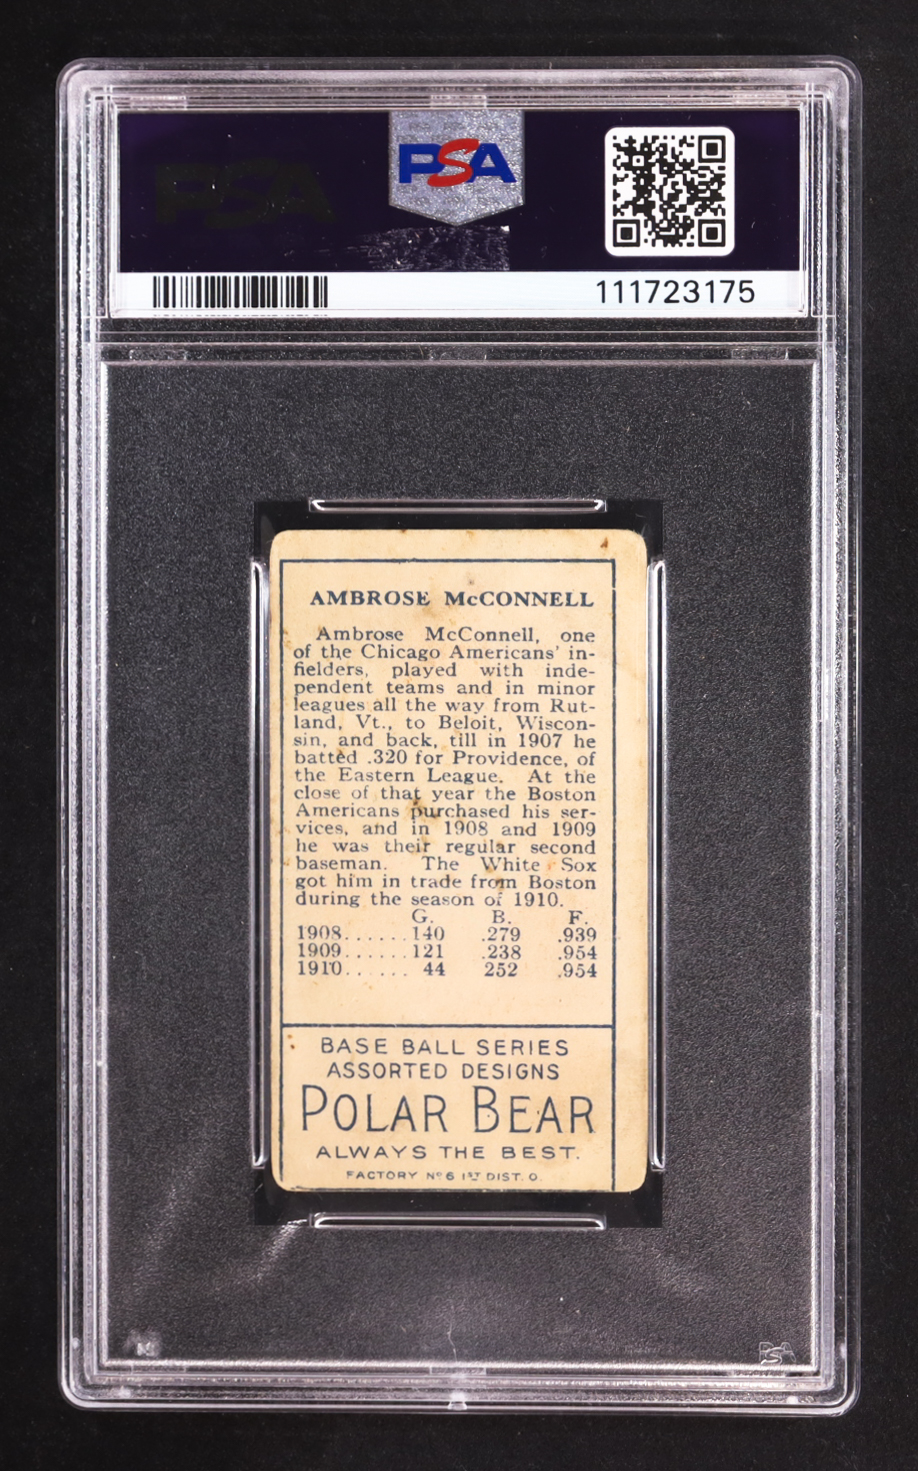 PSA
111723175
AMBROSE McCONNELL
Ambrose McConnell, one
of the Chicago Americans' in-
fielders, played with inde-
pendent teams and in minor
leagues all the way from Rut-
land, Vt., to Beloit, Wiscon-
sin, and back, till in 1907 he
batted .320 for Providence, of
the Eastern League. At the
close of that year the Boston
Americans purchased his ser-
vices, and in 1908 and 1909
he was their regular second
baseman. The White Sox
got him in trade from Boston
during the season of 1910.
G. B. F.
1908......140 .279 .939
1909......121 .238 .954
1910...... 44 252 .954
BASE BALL SERIES
ASSORTED DESIGNS
POLAR BEAR
ALWAYS THE BEST.
FACTORY Nº 6 1ST DIST. O.
PSA